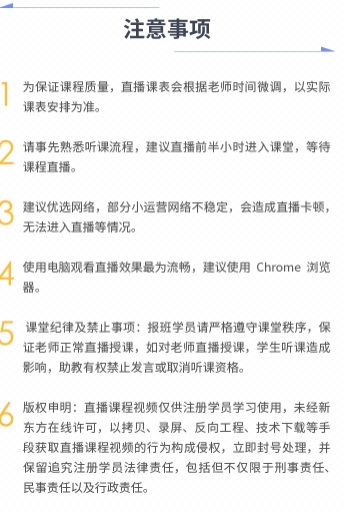 注意事项
1 为保证课程质量，直播课表会根据老师时间微调，以实际
课表安排为准。
2 请事先熟悉听课流程，建议直播前半小时进入课堂，等待
课程直播。
3 建议优选网络，部分小运营网络不稳定，会造成直播卡顿，
无法进入直播等情况。
4 使用电脑观看直播效果最为流畅，建议使用 Chrome 浏览
器。
5 课堂纪律及禁止事项：报班学员请严格遵守课堂秩序，保
证老师正常直播授课，如对老师直播授课，学生听课造成
影响，助教有权禁止发言或取消听课资格。
6 版权申明：直播课程视频仅供注册学员学习使用，未经新
东方在线许可，以拷贝、录屏、反向工程、技术下载等手
段获取直播课程视频的行为构成侵权，立即封号处理，并
保留追究注册学员法律责任，包括但不仅限于刑事责任、
民事责任以及行政责任。